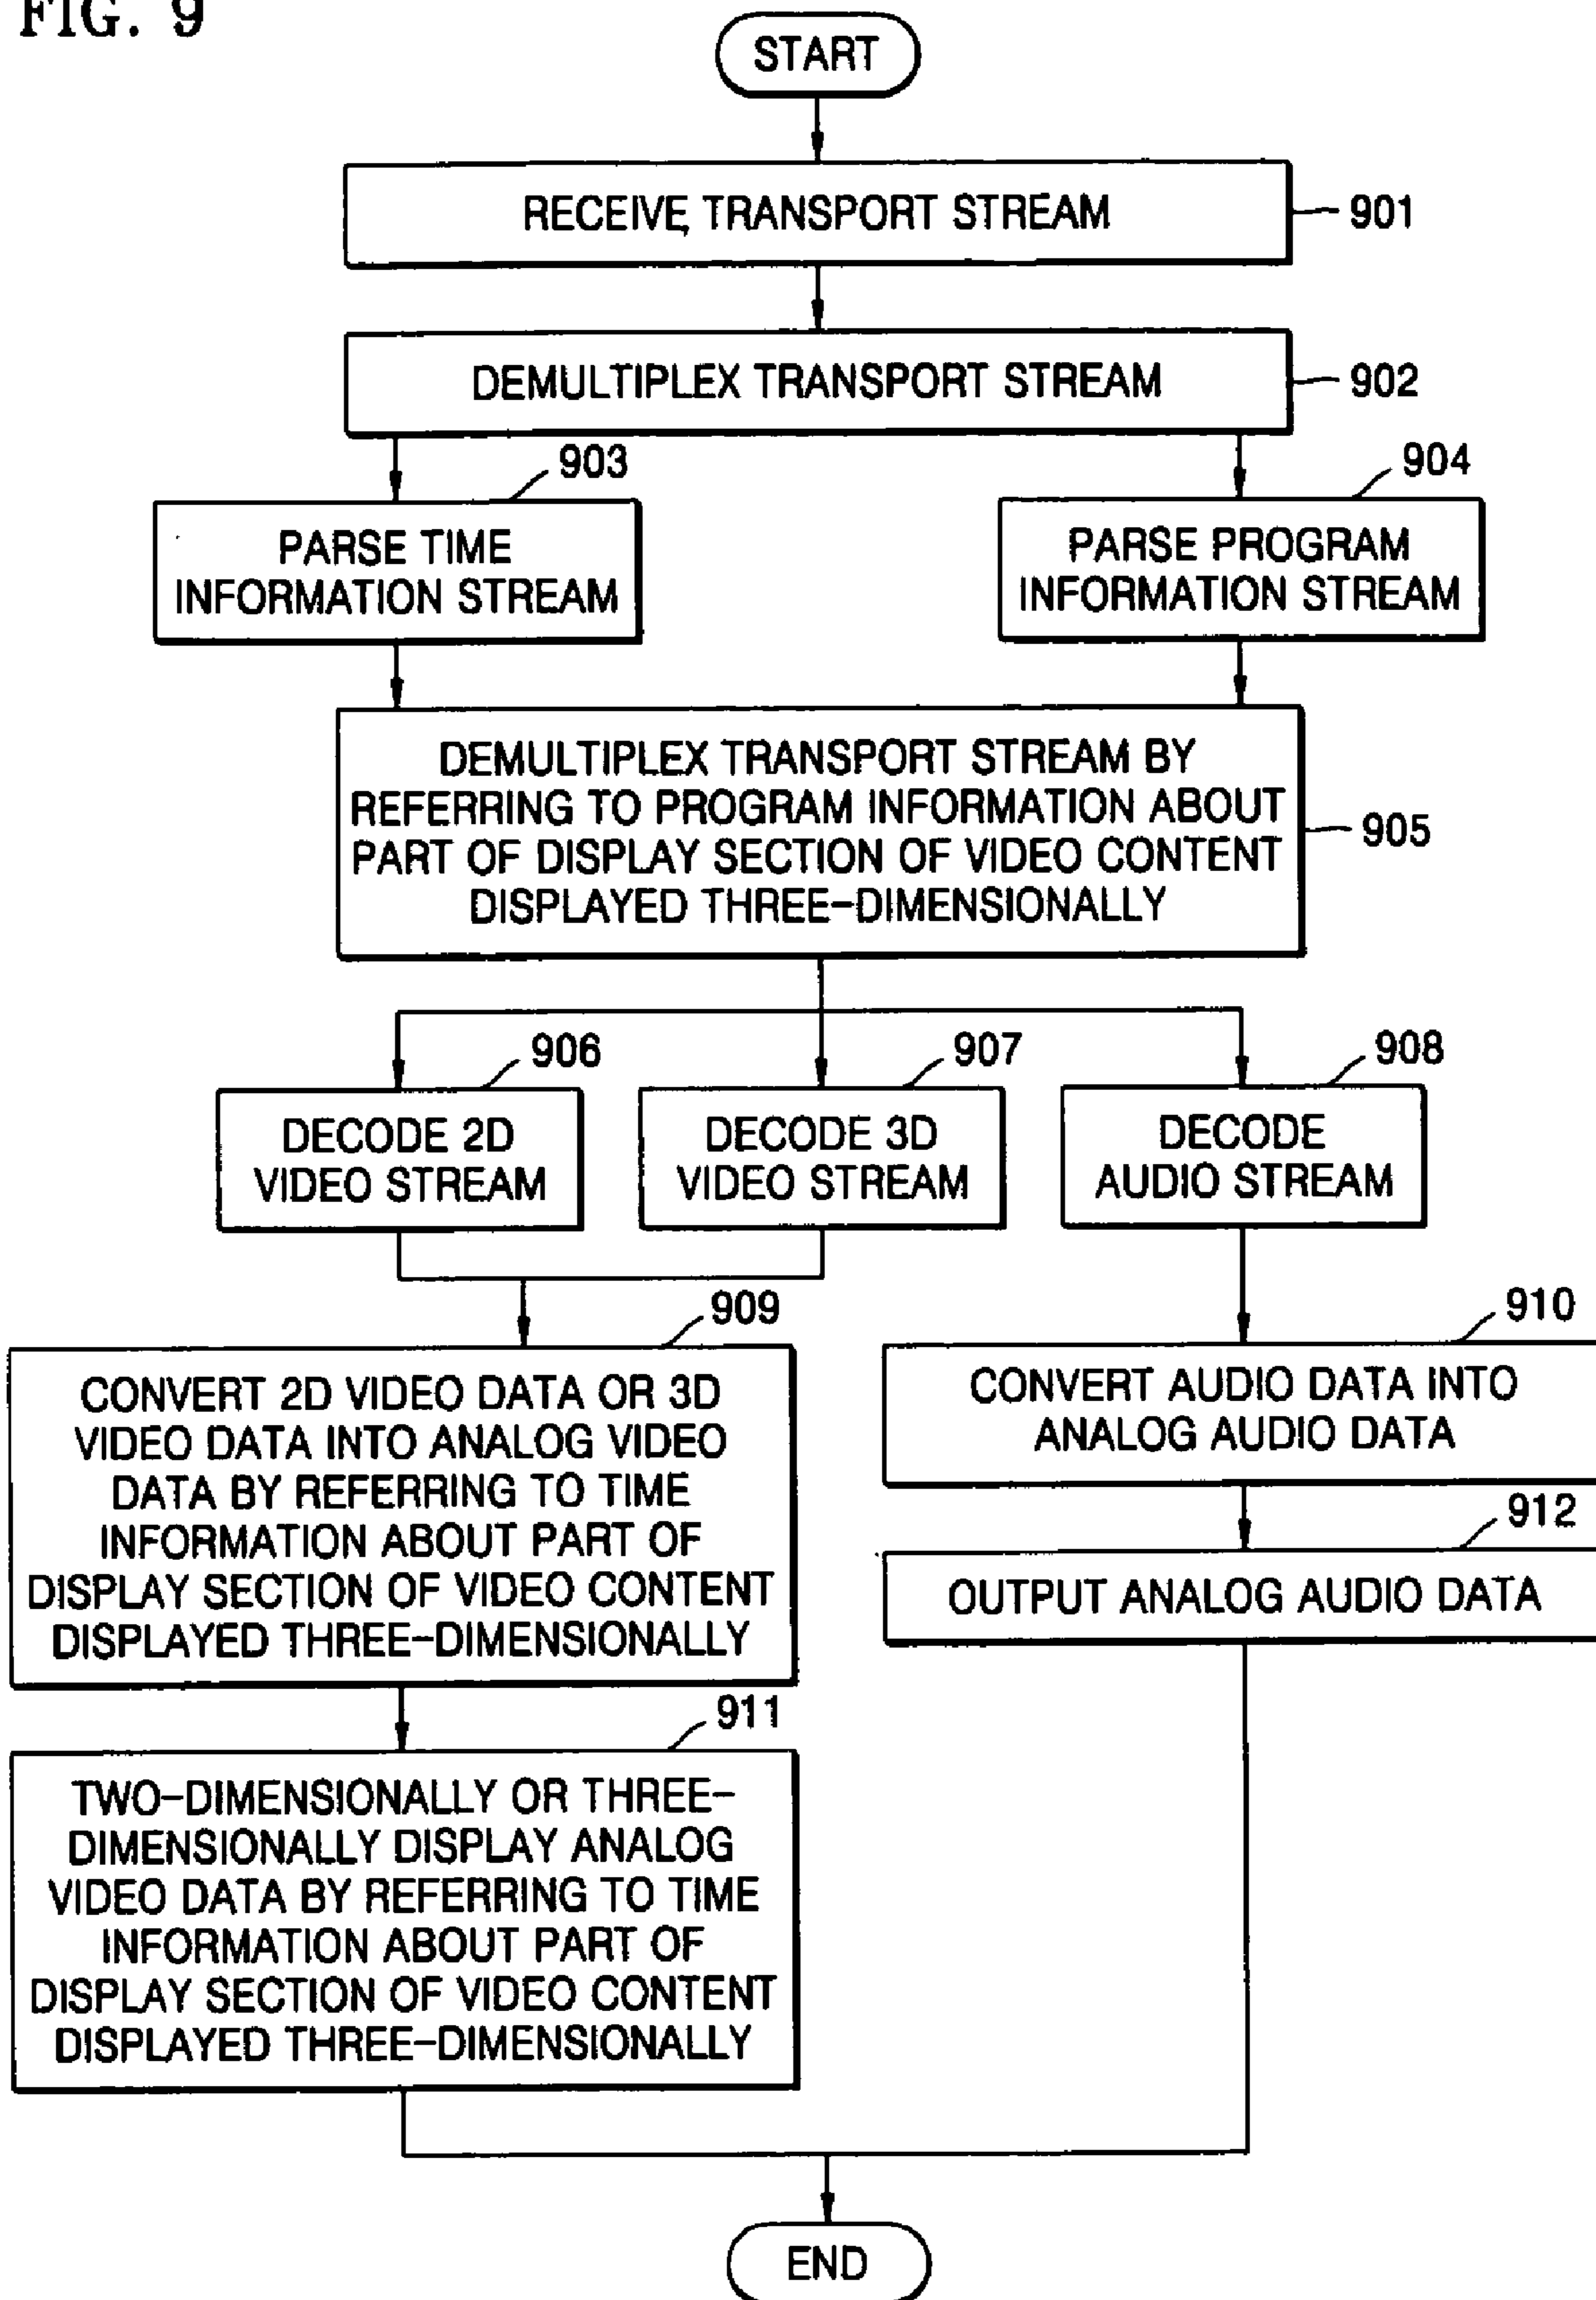 FIG. 9
START
RECEIVE TRANSPORT STREAM
901
DEMULTIPLEX TRANSPORT STREAM
902
903
PARSE TIME
INFORMATION STREAM
904
PARSE PROGRAM
INFORMATION STREAM
DEMULTIPLEX TRANSPORT STREAM BY
REFERRING TO PROGRAM INFORMATION ABOUT
PART OF DISPLAY SECTION OF VIDEO CONTENT
DISPLAYED THREE-DIMENSIONALLY
905
906
DECODE 2D
VIDEO STREAM
907
DECODE 3D
VIDEO STREAM
908
DECODE
AUDIO STREAM
909
CONVERT 2D VIDEO DATA OR 3D
VIDEO DATA INTO ANALOG VIDEO
DATA BY REFERRING TO TIME
INFORMATION ABOUT PART OF
DISPLAY SECTION OF VIDEO CONTENT
DISPLAYED THREE-DIMENSIONALLY
910
CONVERT AUDIO DATA INTO
ANALOG AUDIO DATA
912
OUTPUT ANALOG AUDIO DATA
911
TWO-DIMENSIONALLY OR THREE-
DIMENSIONALLY DISPLAY ANALOG
VIDEO DATA BY REFERRING TO TIME
INFORMATION ABOUT PART OF
DISPLAY SECTION OF VIDEO CONTENT
DISPLAYED THREE-DIMENSIONALLY
END